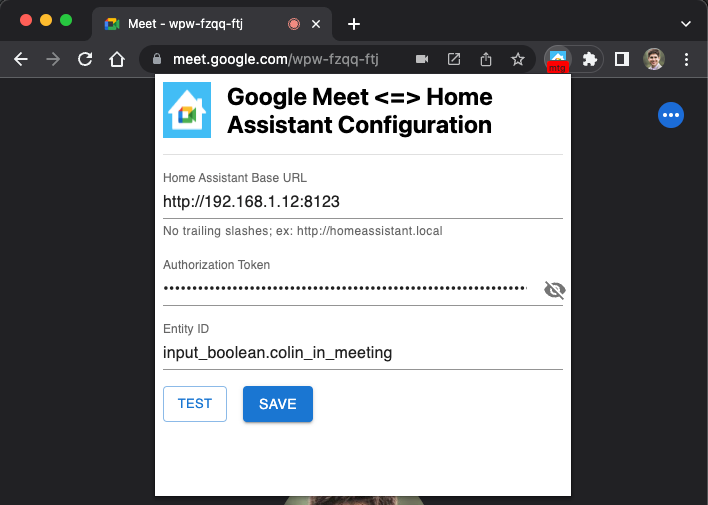 Meet - wpw-fzqq-ftj
meet.google.com/wpw-fzqq-ftj
mtg
Google Meet <=> Home
Assistant Configuration
Home Assistant Base URL
http://192.168.1.12:8123
No trailing slashes; ex: http://homeassistant.local
Authorization Token
Entity ID
input_boolean.colin_in_meeting
TEST
SAVE